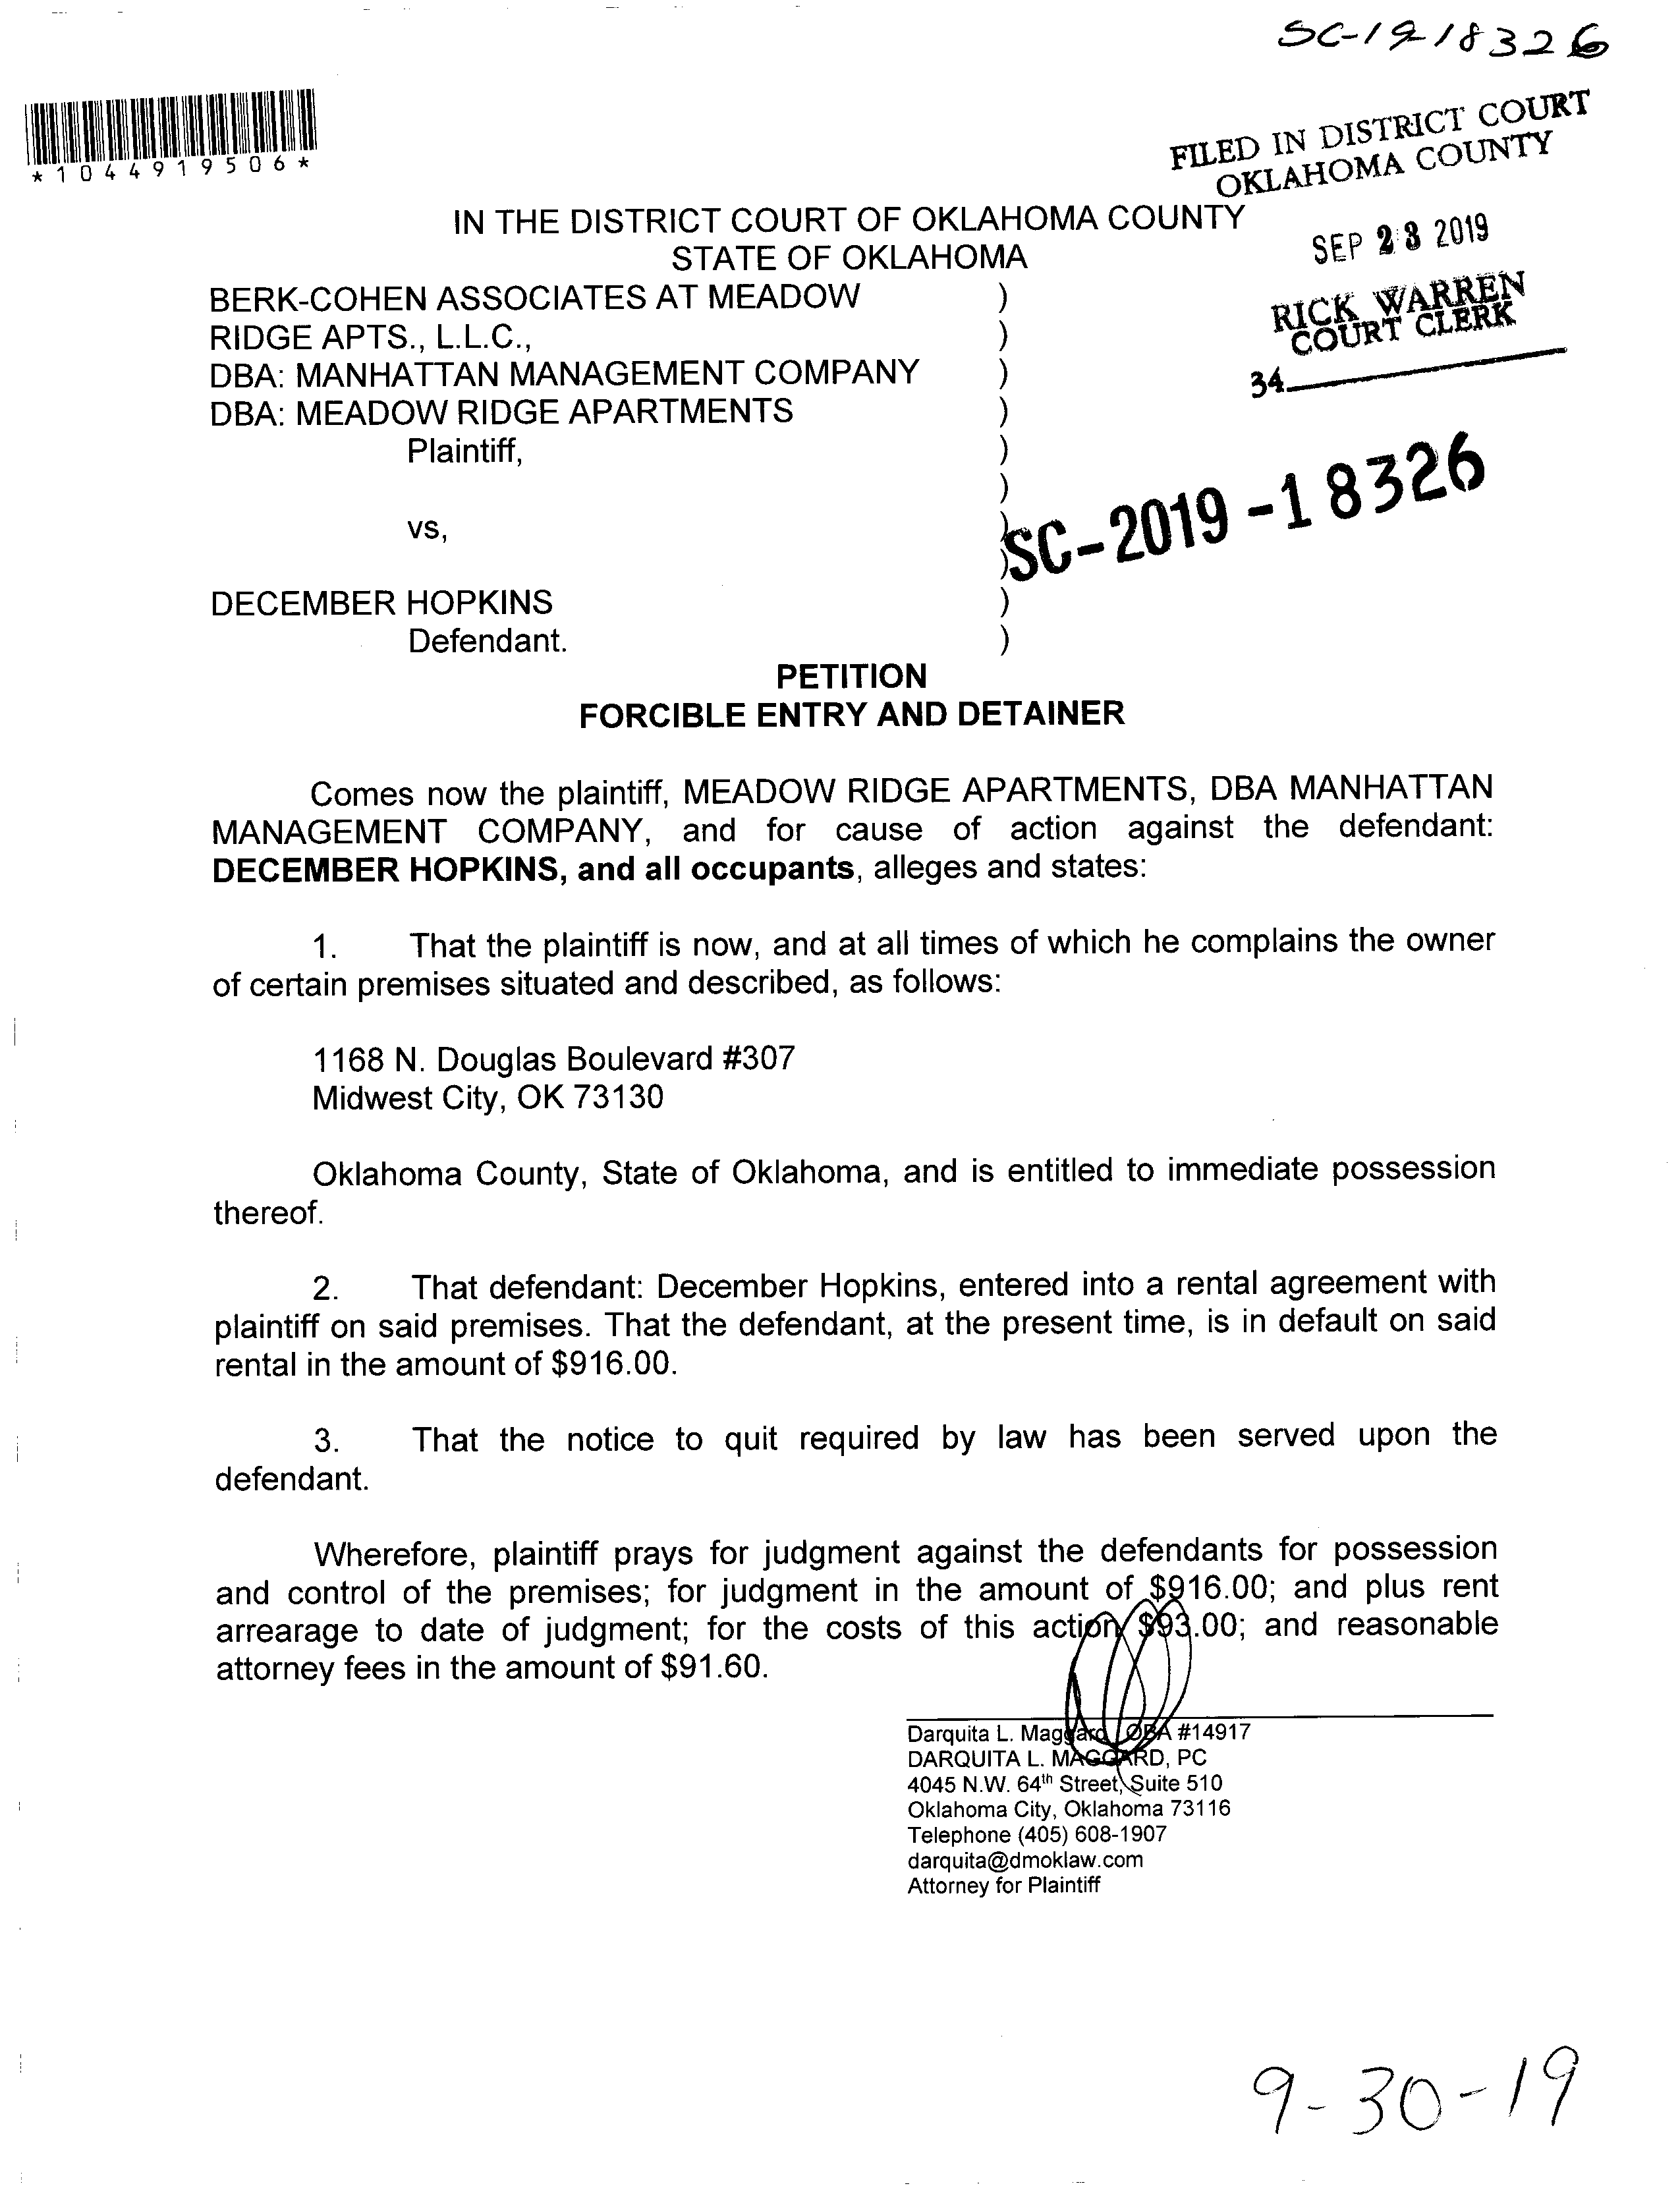 SC-19-18326
*1044919506*
FILED IN DISTRICT COURT
OKLAHOMA COUNTY
IN THE DISTRICT COURT OF OKLAHOMA COUNTY
STATE OF OKLAHOMA
SEP 23 2019
RICK WARREN
COURT CLERK
34
BERK-COHEN ASSOCIATES AT MEADOW )
RIDGE APTS., L.L.C., )
DBA: MANHATTAN MANAGEMENT COMPANY )
DBA: MEADOW RIDGE APARTMENTS )
Plaintiff, )
)
vs, )
)
SC-2019-18326
DECEMBER HOPKINS )
Defendant. )
PETITION
FORCIBLE ENTRY AND DETAINER
Comes now the plaintiff, MEADOW RIDGE APARTMENTS, DBA MANHATTAN
MANAGEMENT COMPANY, and for cause of action against the defendant:
DECEMBER HOPKINS, and all occupants, alleges and states:
1. That the plaintiff is now, and at all times of which he complains the owner
of certain premises situated and described, as follows:
1168 N. Douglas Boulevard #307
Midwest City, OK 73130
Oklahoma County, State of Oklahoma, and is entitled to immediate possession
thereof.
2. That defendant: December Hopkins, entered into a rental agreement with
plaintiff on said premises. That the defendant, at the present time, is in default on said
rental in the amount of $916.00.
3. That the notice to quit required by law has been served upon the
defendant.
Wherefore, plaintiff prays for judgment against the defendants for possession
and control of the premises; for judgment in the amount of $916.00; and plus rent
arrearage to date of judgment; for the costs of this action $93.00; and reasonable
attorney fees in the amount of $91.60.
Darquita L. Maggard OBA #14917
DARQUITA L. MAGGARD, PC
4045 N.W. 64th Street, Suite 510
Oklahoma City, Oklahoma 73116
Telephone (405) 608-1907
darquita@dmoklaw.com
Attorney for Plaintiff
9-30-19